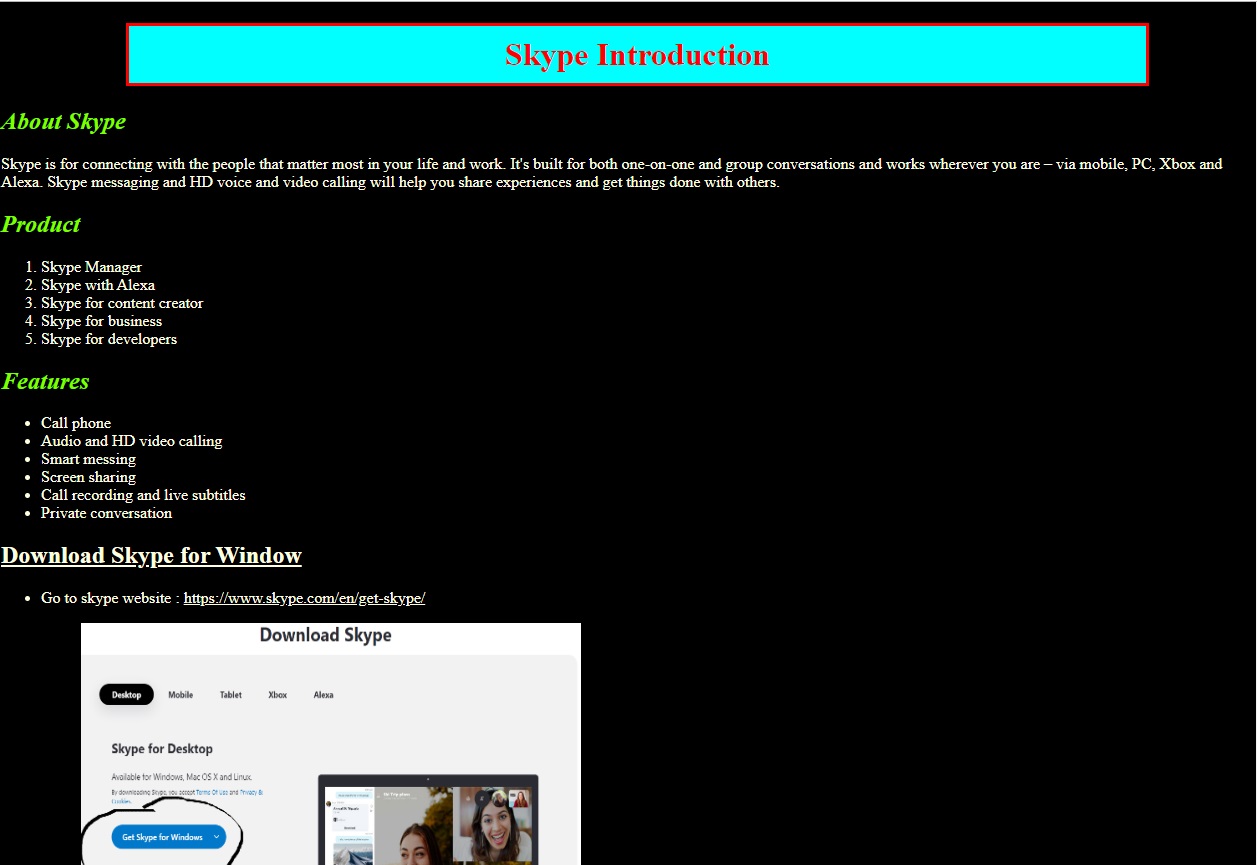 Skype Introduction
About Skype
Skype is for connecting with the people that matter most in your life and work. It's built for both one-on-one and group conversations and works wherever you are – via mobile, PC, Xbox and
Alexa. Skype messaging and HD voice and video calling will help you share experiences and get things done with others.
Product
1. Skype Manager
2. Skype with Alexa
3. Skype for content creator
4. Skype for business
5. Skype for developers
Features
• Call phone
• Audio and HD video calling
• Smart messing
• Screen sharing
• Call recording and live subtitles
• Private conversation
Download Skype for Window
• Go to skype website : https://www.skype.com/en/get-skype/
Download Skype
Desktop Mobile Tablet Xbox Alexa
Skype for Desktop
Available for Windows, Mac OS X and Linux.
By downloading Skype, you accept Terms Of Use and Privacy &
Cookies.
Get Skype for Windows